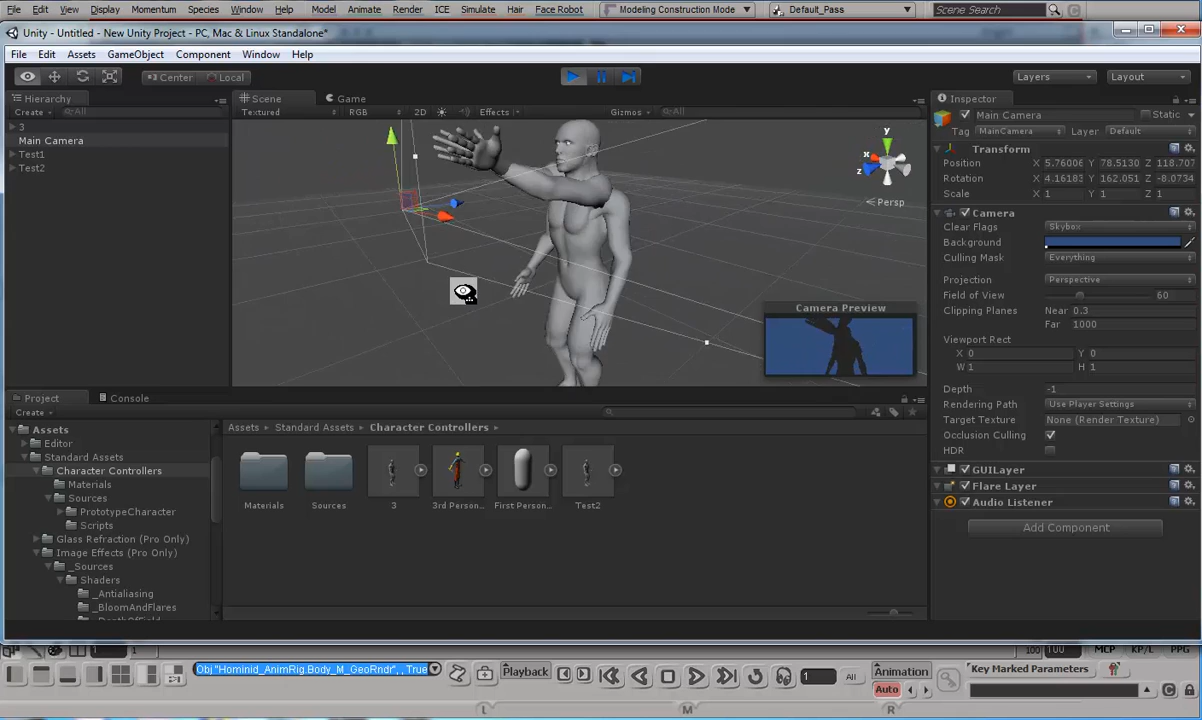 File Edit View Display Momentum Species Window Help Model Animate Render ICE Simulate Hair Face Robot Modeling Construction Mode Default_Pass Scene Search
Unity - Untitled - New Unity Project - PC, Mac & Linux Standalone*
File Edit Assets GameObject Component Window Help
Center Local Layers Layout
Hierarchy
Create All
3
Main Camera
Test1
Test2
Scene Game
Textured RGB 2D Effects Gizmos All
y
x
z
Persp
Camera Preview
Inspector
Main Camera Static
Tag MainCamera Layer Default
Transform
Position X 5.76006 Y 78.5130 Z 118.707
Rotation X 4.16183 Y 162.051 Z -8.0734
Scale X 1 Y 1 Z 1
Camera
Clear Flags Skybox
Background
Culling Mask Everything
Projection Perspective
Field of View 60
Clipping Planes Near 0.3
Far 1000
Viewport Rect
X 0 Y 0
W 1 H 1
Depth -1
Rendering Path Use Player Settings
Target Texture None (Render Texture)
Occlusion Culling
HDR
GUILayer
Flare Layer
Audio Listener
Add Component
Project Console
Create
Assets
Editor
Standard Assets
Character Controllers
Materials
Sources
PrototypeCharacter
Scripts
Glass Refraction (Pro Only)
Image Effects (Pro Only)
_Sources
Shaders
_Antialiasing
_BloomAndFlares
Assets Standard Assets Character Controllers
Materials Sources 3 3rd Person... First Person... Test2
1 1 100 100 MCP KP/L PPG
Obj "Hominid_AnimRig.Body_M_GeoRndr", , True
Playback 1 All Animation Key Marked Parameters
Auto
L M R